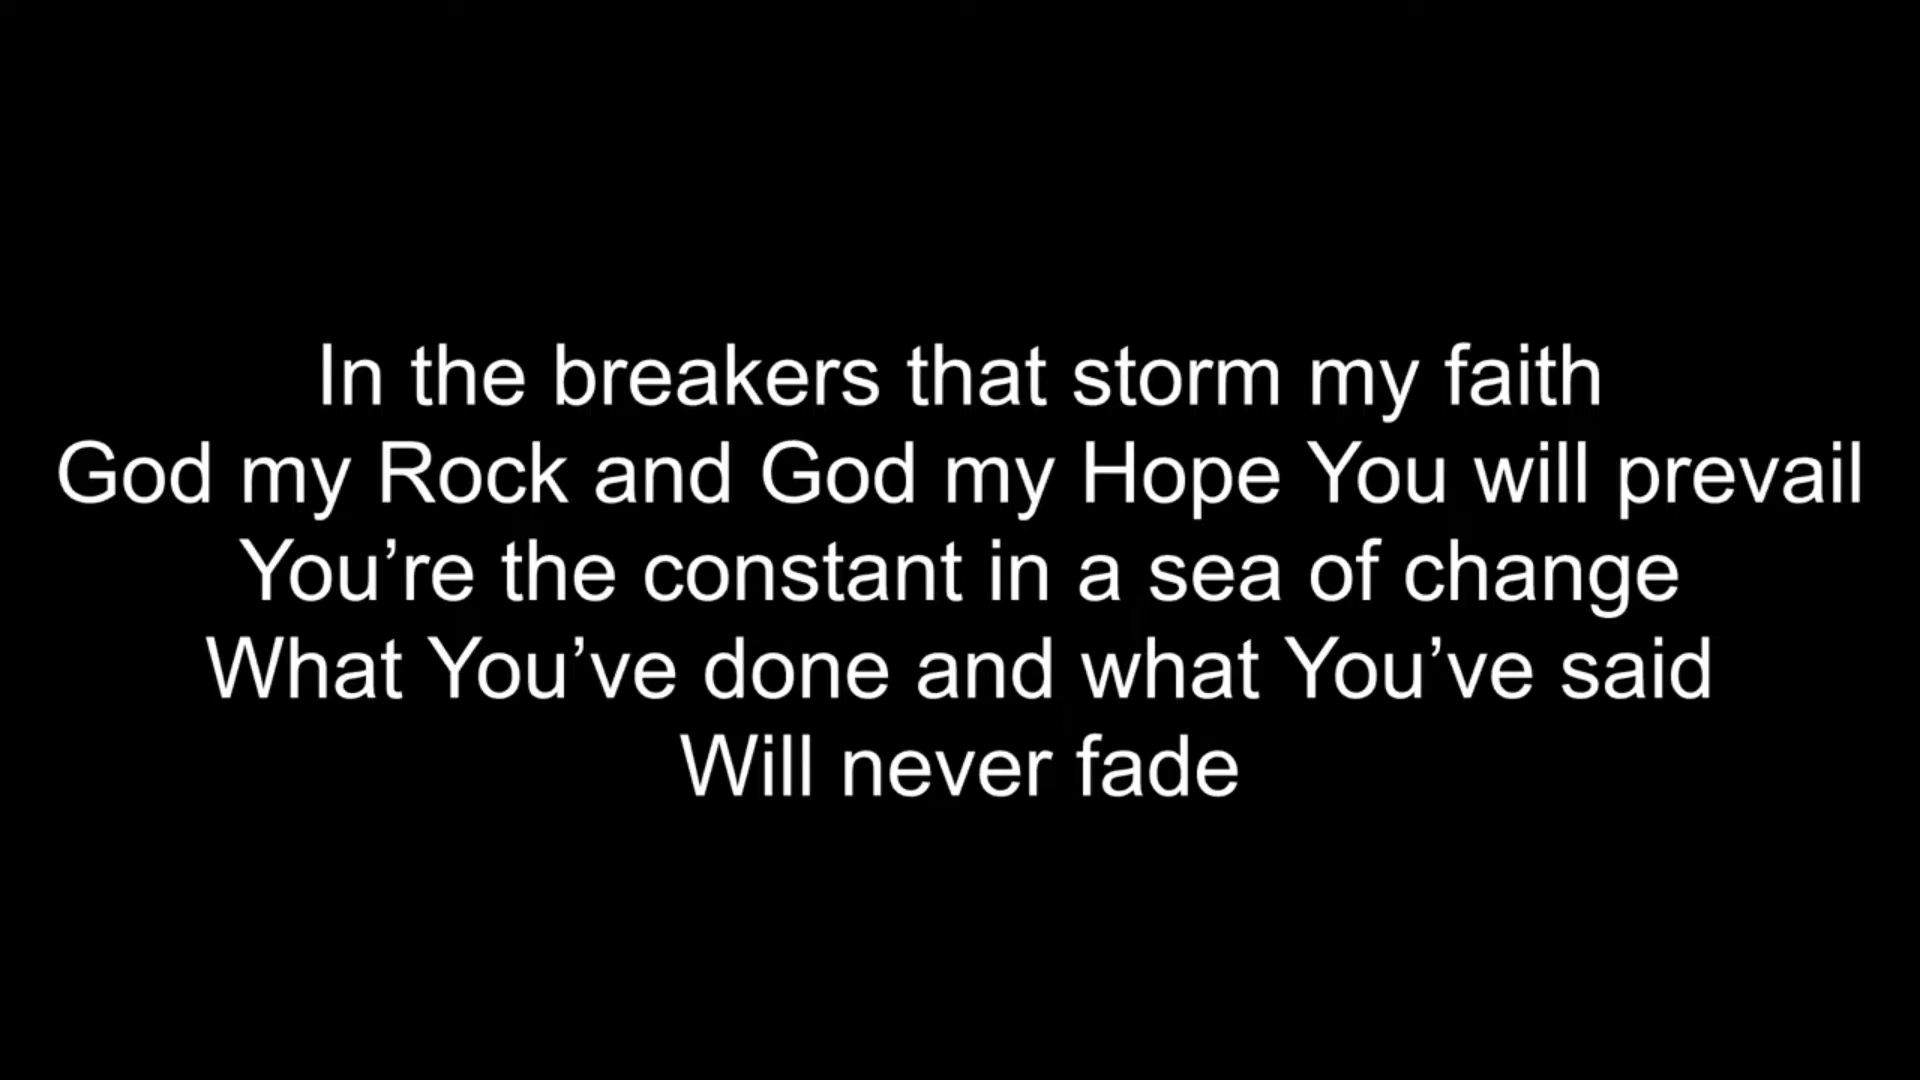 In the breakers that storm my faith
God my Rock and God my Hope You will prevail
You’re the constant in a sea of change
What You’ve done and what You’ve said
Will never fade